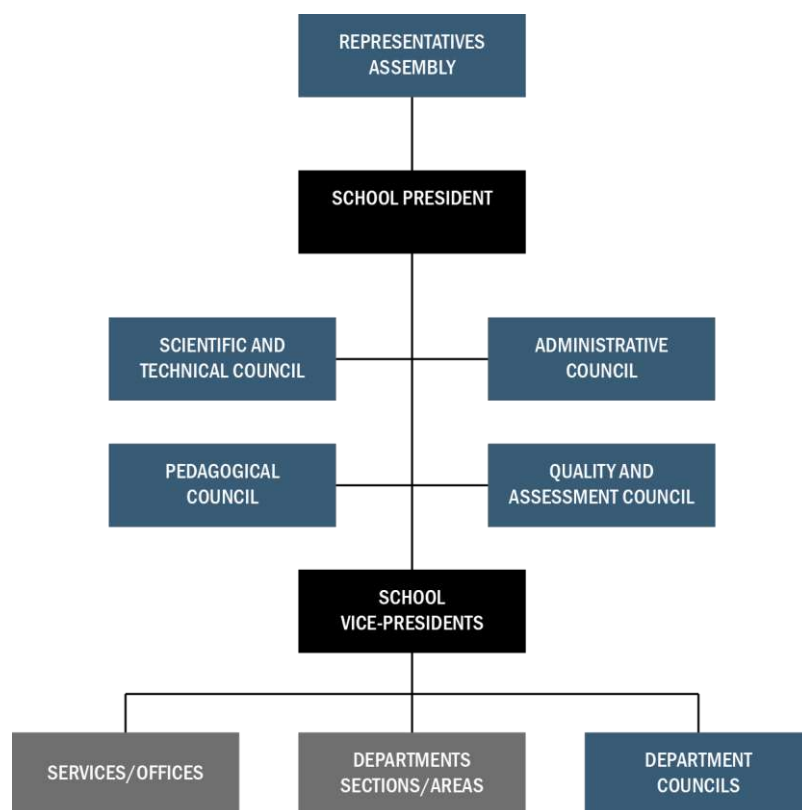 REPRESENTATIVES
ASSEMBLY
SCHOOL PRESIDENT
SCIENTIFIC AND
TECHNICAL COUNCIL
ADMINISTRATIVE
COUNCIL
PEDAGOGICAL
COUNCIL
QUALITY AND
ASSESSMENT COUNCIL
SCHOOL
VICE-PRESIDENTS
SERVICES/OFFICES
DEPARTMENTS
SECTIONS/AREAS
DEPARTMENT
COUNCILS